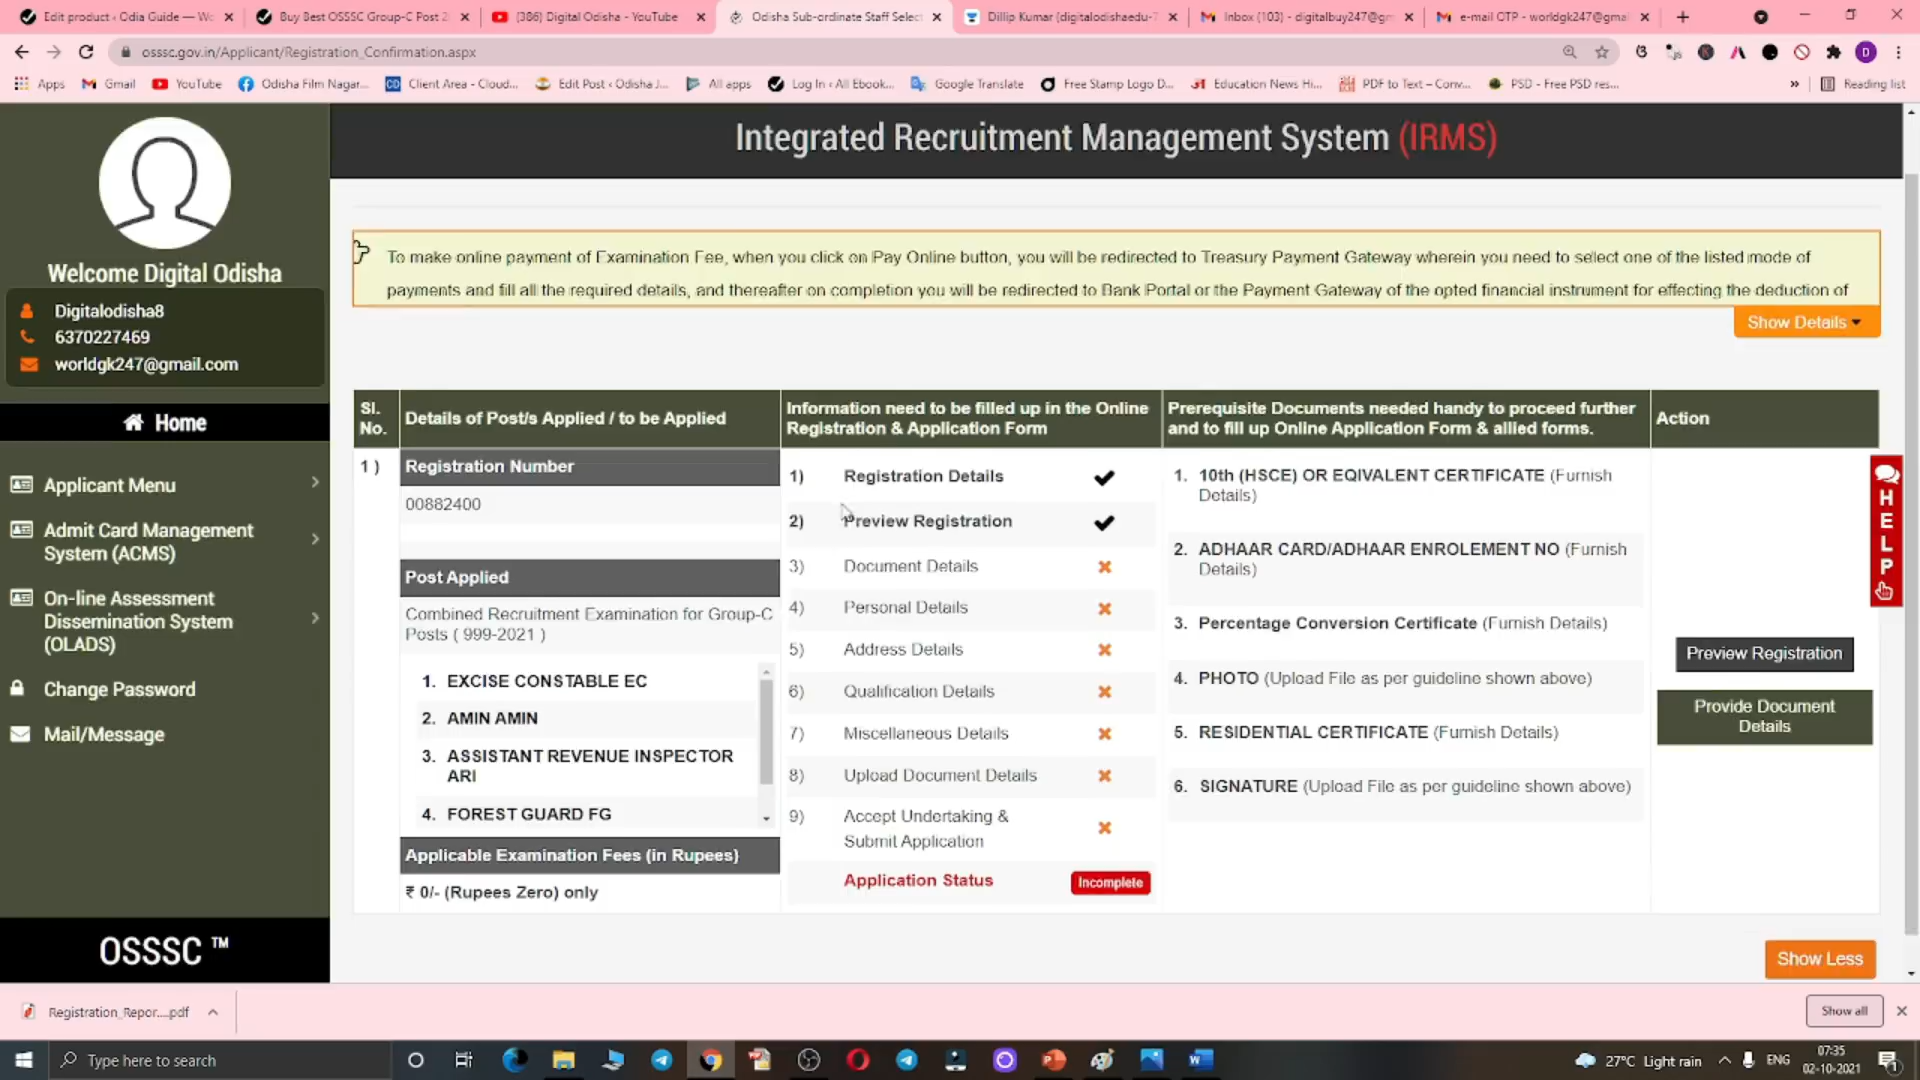 Edit product ‹ Odia Guide — Wo
Buy Best OSSSC Group-C Post 2
(386) Digital Odisha - YouTube
Odisha Sub-ordinate Staff Select
Dillip Kumar (digitalodishaedu-
Inbox (103) - digitalbuy247@gm
e-mail OTP - worldgk247@gmai
osssc.gov.in/Applicant/Registration_Confirmation.aspx
D
Apps
Gmail
YouTube
Odisha Film Nagar...
Client Area - Cloud...
Edit Post ‹ Odisha J...
All apps
Log In ‹ All Ebook...
Google Translate
Free Stamp Logo D...
Education News Hi...
PDF to Text – Conv...
PSD - Free PSD res...
»
Reading list
Integrated Recruitment Management System (IRMS)
To make online payment of Examination Fee, when you click on Pay Online button, you will be redirected to Treasury Payment Gateway wherein you need to select one of the listed mode of
payments and fill all the required details, and thereafter on completion you will be redirected to Bank Portal or the Payment Gateway of the opted financial instrument for effecting the deduction of
Show Details
Welcome Digital Odisha
Digitalodisha8
6370227469
worldgk247@gmail.com
Home
Applicant Menu
Admit Card Management
System (ACMS)
On-line Assessment
Dissemination System
(OLADS)
Change Password
Mail/Message
OSSSC ™
Sl.
No.
Details of Post/s Applied / to be Applied
Information need to be filled up in the Online
Registration & Application Form
Prerequisite Documents needed handy to proceed further
and to fill up Online Application Form & allied forms.
Action
1 )
Registration Number
00882400
Post Applied
Combined Recruitment Examination for Group-C
Posts ( 999-2021 )
1. EXCISE CONSTABLE EC
2. AMIN AMIN
3. ASSISTANT REVENUE INSPECTOR
ARI
4. FOREST GUARD FG
Applicable Examination Fees (in Rupees)
₹ 0/- (Rupees Zero) only
1) Registration Details
2) Preview Registration
3) Document Details
4) Personal Details
5) Address Details
6) Qualification Details
7) Miscellaneous Details
8) Upload Document Details
9) Accept Undertaking &
Submit Application
Application Status Incomplete
1. 10th (HSCE) OR EQIVALENT CERTIFICATE (Furnish
Details)
2. ADHAAR CARD/ADHAAR ENROLEMENT NO (Furnish
Details)
3. Percentage Conversion Certificate (Furnish Details)
4. PHOTO (Upload File as per guideline shown above)
5. RESIDENTIAL CERTIFICATE (Furnish Details)
6. SIGNATURE (Upload File as per guideline shown above)
Preview Registration
Provide Document
Details
H
E
L
P
Show Less
Registration_Repor....pdf
Show all
Type here to search
27°C Light rain
ENG
07:35
02-10-2021